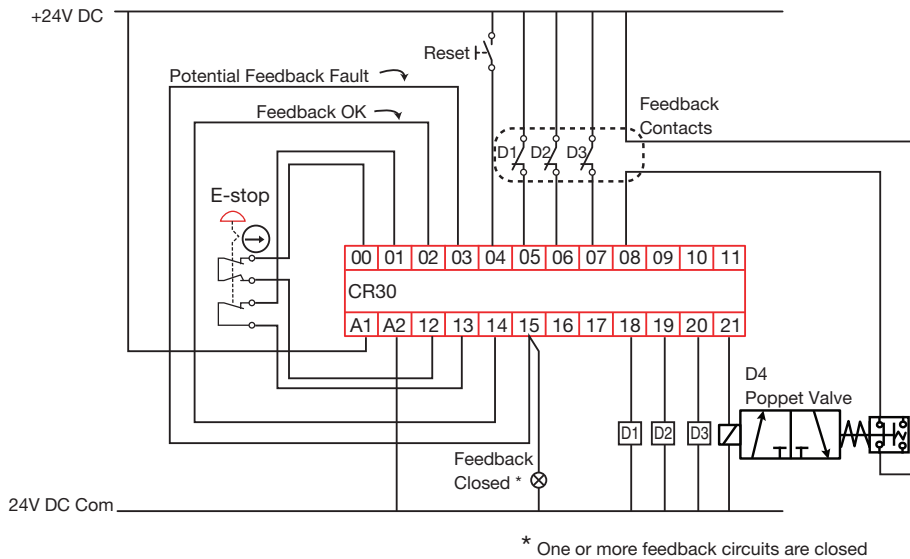 +24V DC
Reset
Potential Feedback Fault
Feedback OK
Feedback
Contacts
D1 D2 D3
E-stop
00 01 02 03 04 05 06 07 08 09 10 11
CR30
A1 A2 12 13 14 15 16 17 18 19 20 21
D4
Poppet Valve
D1 D2 D3
Feedback
Closed *
24V DC Com
* One or more feedback circuits are closed